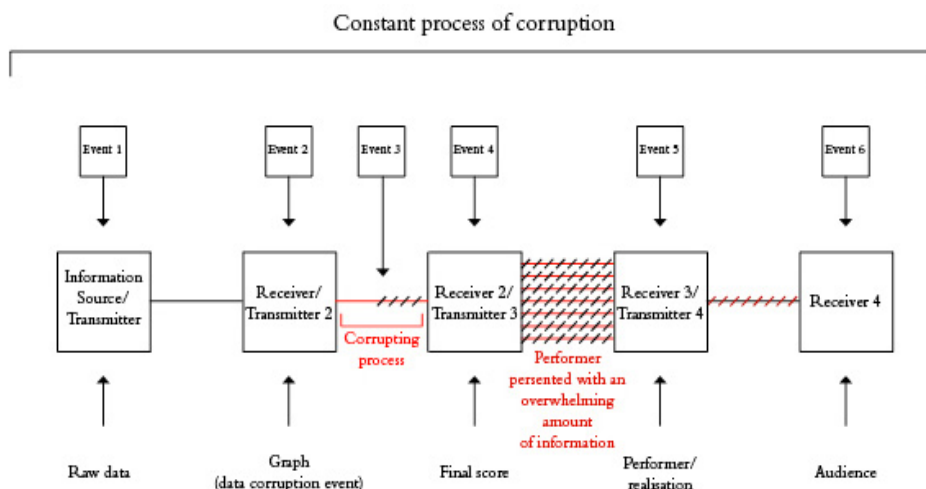 Constant process of corruption
Event 1
Event 2
Event 3
Event 4
Event 5
Event 6
Information
Source/
Transmitter
Receiver/
Transmitter 2
Receiver 2/
Transmitter 3
Receiver 3/
Transmitter 4
Receiver 4
Corrupting
process
Performer
persented with an
overwhelming
amount
of information
Raw data
Graph
(data corruption event)
Final score
Performer/
realisation
Audience